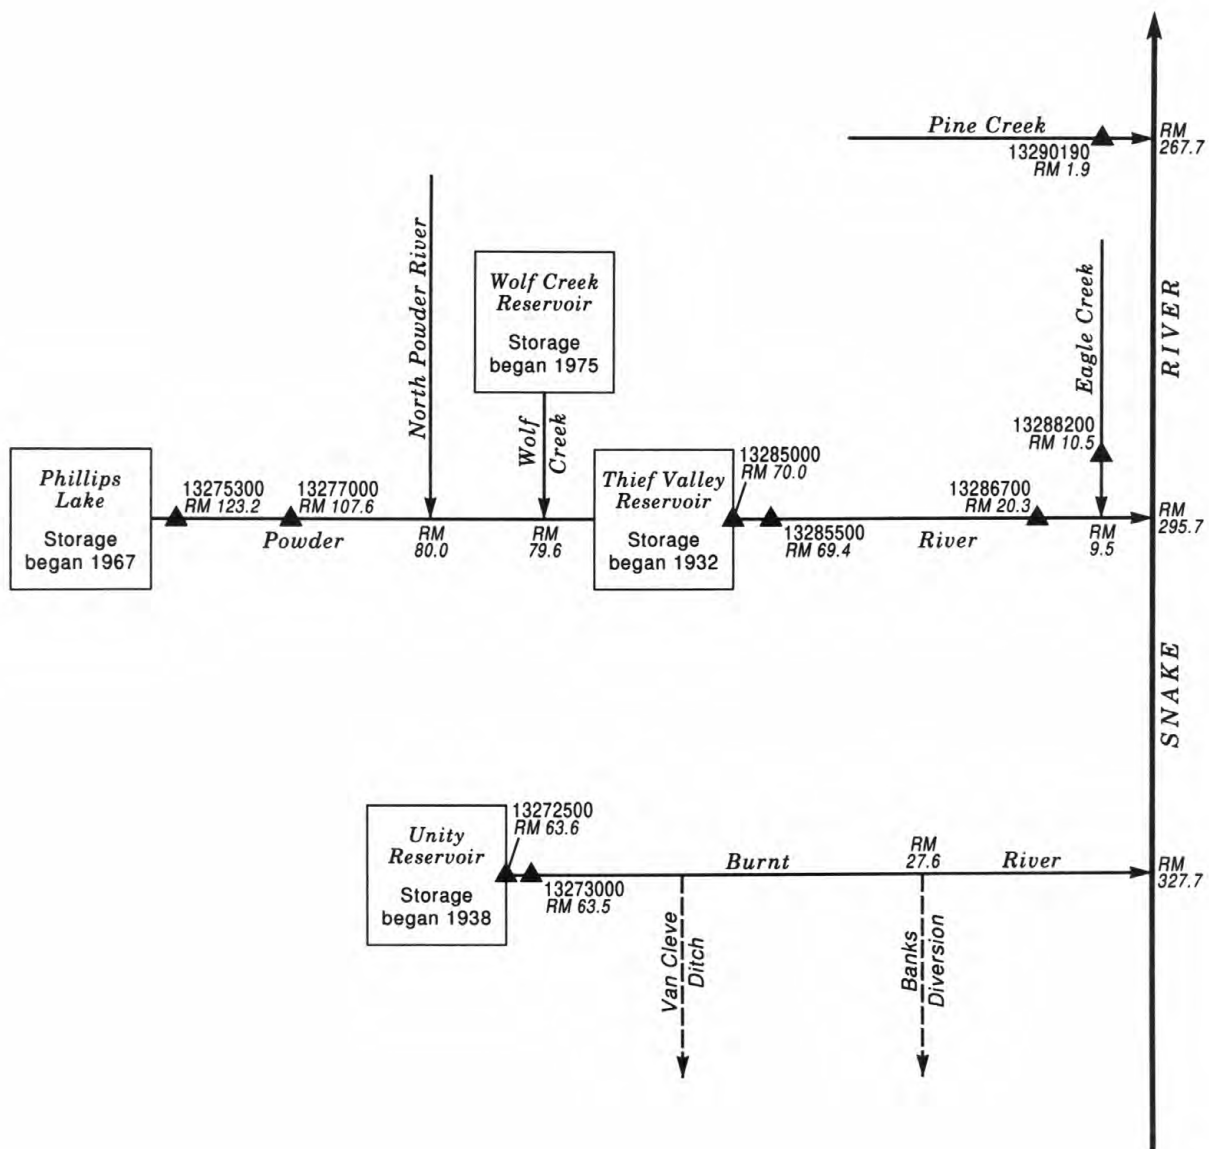 Pine Creek
13290190
RM 1.9
RM
267.7
North Powder River
Wolf Creek
Reservoir
Storage
began 1975
Wolf
Creek
Eagle Creek
13288200
RM 10.5
RIVER
Phillips
Lake
Storage
began 1967
13275300
RM 123.2
13277000
RM 107.6
Powder
RM
80.0
RM
79.6
Thief Valley
Reservoir
Storage
began 1932
13285000
RM 70.0
13285500
RM 69.4
River
13286700
RM 20.3
RM
9.5
RM
295.7
SNAKE
Unity
Reservoir
Storage
began 1938
13272500
RM 63.6
13273000
RM 63.5
Burnt
RM
27.6
River
RM
327.7
Van Cleve
Ditch
Banks
Diversion